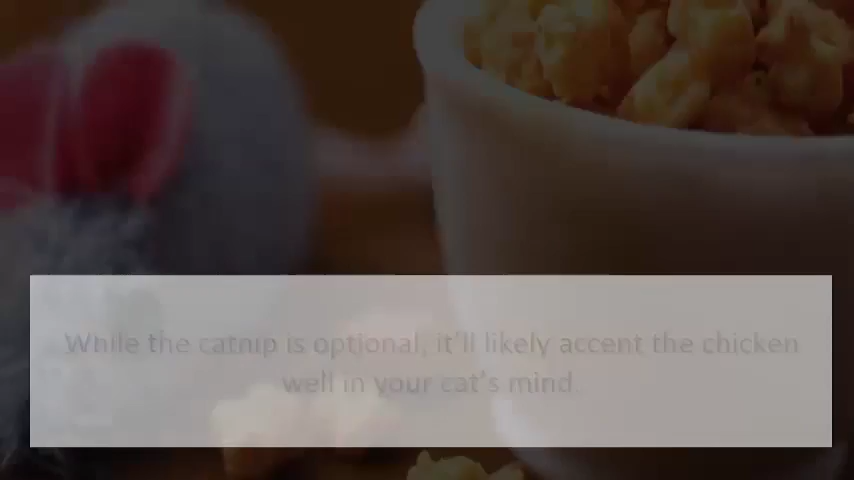 While the catnip is optional, it'll likely accent the chicken
well in your cat's mind.